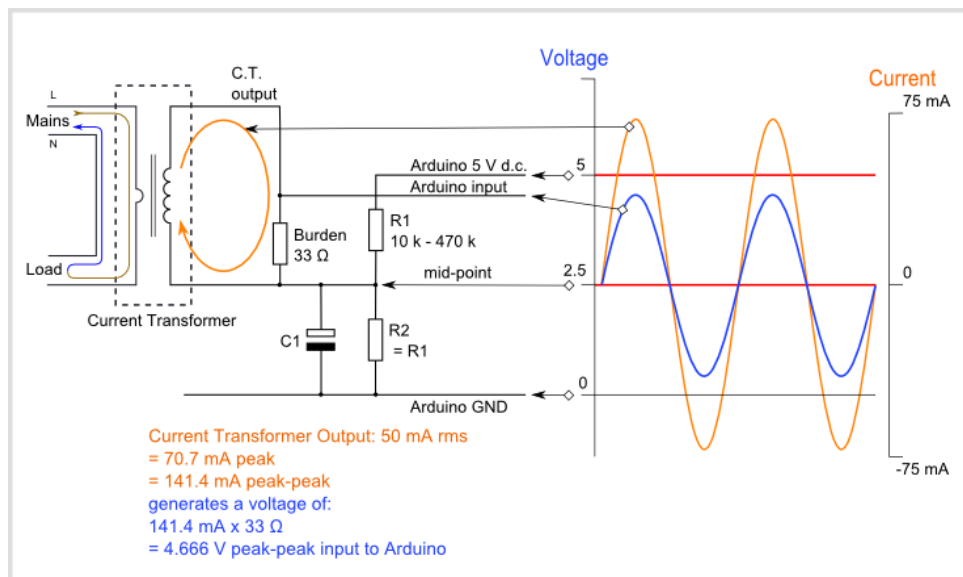 Voltage
C.T.
output
Current
75 mA
L
Mains
N
Arduino 5 V d.c.
5
Arduino input
R1
10 k - 470 k
Burden
33 Ω
mid-point
2.5
0
Load
Current Transformer
C1
R2
= R1
0
Arduino GND
-75 mA
Current Transformer Output: 50 mA rms
= 70.7 mA peak
= 141.4 mA peak-peak
generates a voltage of:
141.4 mA x 33 Ω
= 4.666 V peak-peak input to Arduino